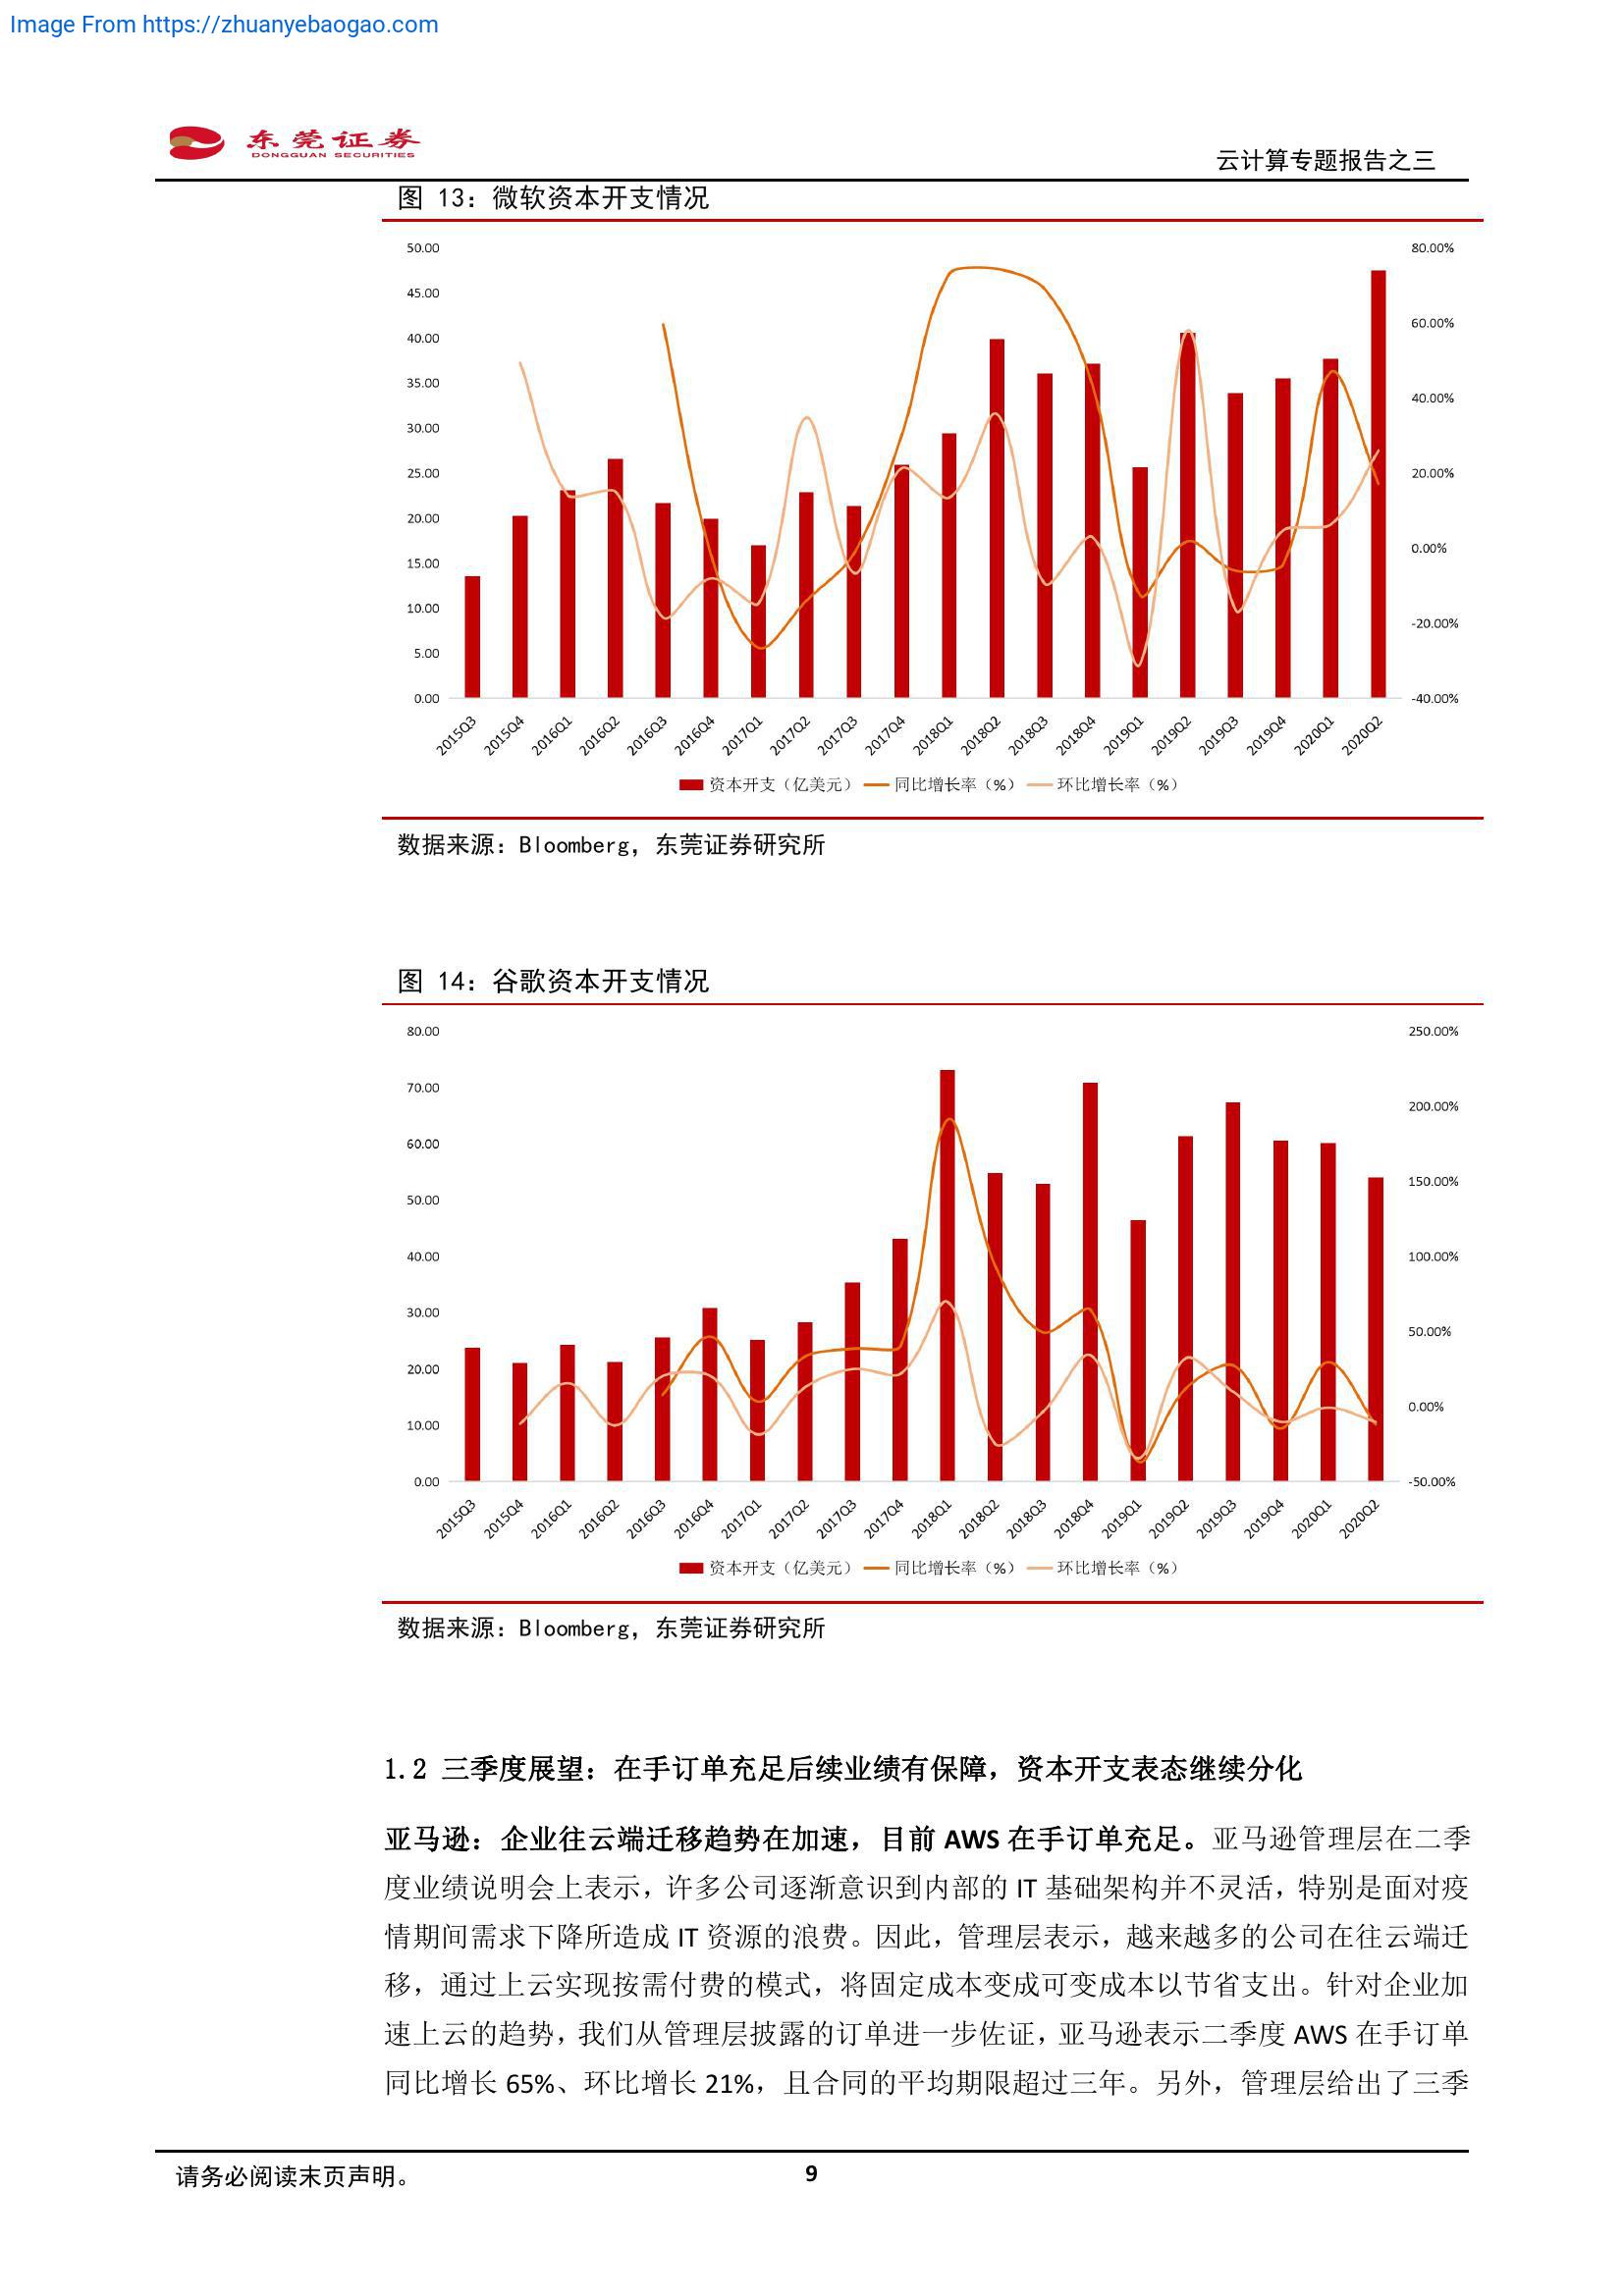 Image From https://zhuanyebaogao.com
东莞证券
DONGGUAN SECURITIES
云计算专题报告之三
图 13：微软资本开支情况
50.00
45.00
40.00
35.00
30.00
25.00
20.00
15.00
10.00
5.00
0.00
80.00%
60.00%
40.00%
20.00%
0.00%
-20.00%
-40.00%
2015Q3 2015Q4 2016Q1 2016Q2 2016Q3 2016Q4 2017Q1 2017Q2 2017Q3 2017Q4 2018Q1 2018Q2 2018Q3 2018Q4 2019Q1 2019Q2 2019Q3 2019Q4 2020Q1 2020Q2
资本开支（亿美元） 同比增长率（%） 环比增长率（%）
数据来源：Bloomberg，东莞证券研究所
图 14：谷歌资本开支情况
80.00
70.00
60.00
50.00
40.00
30.00
20.00
10.00
0.00
250.00%
200.00%
150.00%
100.00%
50.00%
0.00%
-50.00%
2015Q3 2015Q4 2016Q1 2016Q2 2016Q3 2016Q4 2017Q1 2017Q2 2017Q3 2017Q4 2018Q1 2018Q2 2018Q3 2018Q4 2019Q1 2019Q2 2019Q3 2019Q4 2020Q1 2020Q2
资本开支（亿美元） 同比增长率（%） 环比增长率（%）
数据来源：Bloomberg，东莞证券研究所
1.2 三季度展望：在手订单充足后续业绩有保障，资本开支表态继续分化
亚马逊：企业往云端迁移趋势在加速，目前 AWS 在手订单充足。亚马逊管理层在二季
度业绩说明会上表示，许多公司逐渐意识到内部的 IT 基础架构并不灵活，特别是面对疫
情期间需求下降所造成 IT 资源的浪费。因此，管理层表示，越来越多的公司在往云端迁
移，通过上云实现按需付费的模式，将固定成本变成可变成本以节省支出。针对企业加
速上云的趋势，我们从管理层披露的订单进一步佐证，亚马逊表示二季度 AWS 在手订单
同比增长 65%、环比增长 21%，且合同的平均期限超过三年。另外，管理层给出了三季
请务必阅读末页声明。
9